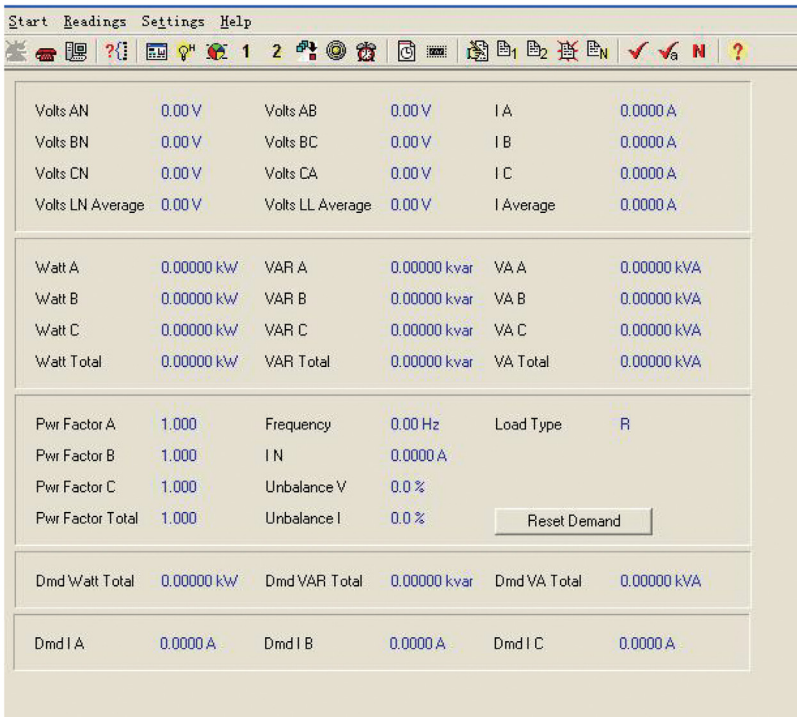 Start Readings Settings Help
?{} H 1 2 1 2 N a N ?
Volts AN 0.00 V Volts AB 0.00 V I A 0.0000 A
Volts BN 0.00 V Volts BC 0.00 V I B 0.0000 A
Volts CN 0.00 V Volts CA 0.00 V I C 0.0000 A
Volts LN Average 0.00 V Volts LL Average 0.00 V I Average 0.0000 A
Watt A 0.00000 kW VAR A 0.00000 kvar VA A 0.00000 kVA
Watt B 0.00000 kW VAR B 0.00000 kvar VA B 0.00000 kVA
Watt C 0.00000 kW VAR C 0.00000 kvar VA C 0.00000 kVA
Watt Total 0.00000 kW VAR Total 0.00000 kvar VA Total 0.00000 kVA
Pwr Factor A 1.000 Frequency 0.00 Hz Load Type R
Pwr Factor B 1.000 I N 0.0000 A
Pwr Factor C 1.000 Unbalance V 0.0 %
Pwr Factor Total 1.000 Unbalance I 0.0 % Reset Demand
Dmd Watt Total 0.00000 kW Dmd VAR Total 0.00000 kvar Dmd VA Total 0.00000 kVA
Dmd I A 0.0000 A Dmd I B 0.0000 A Dmd I C 0.0000 A